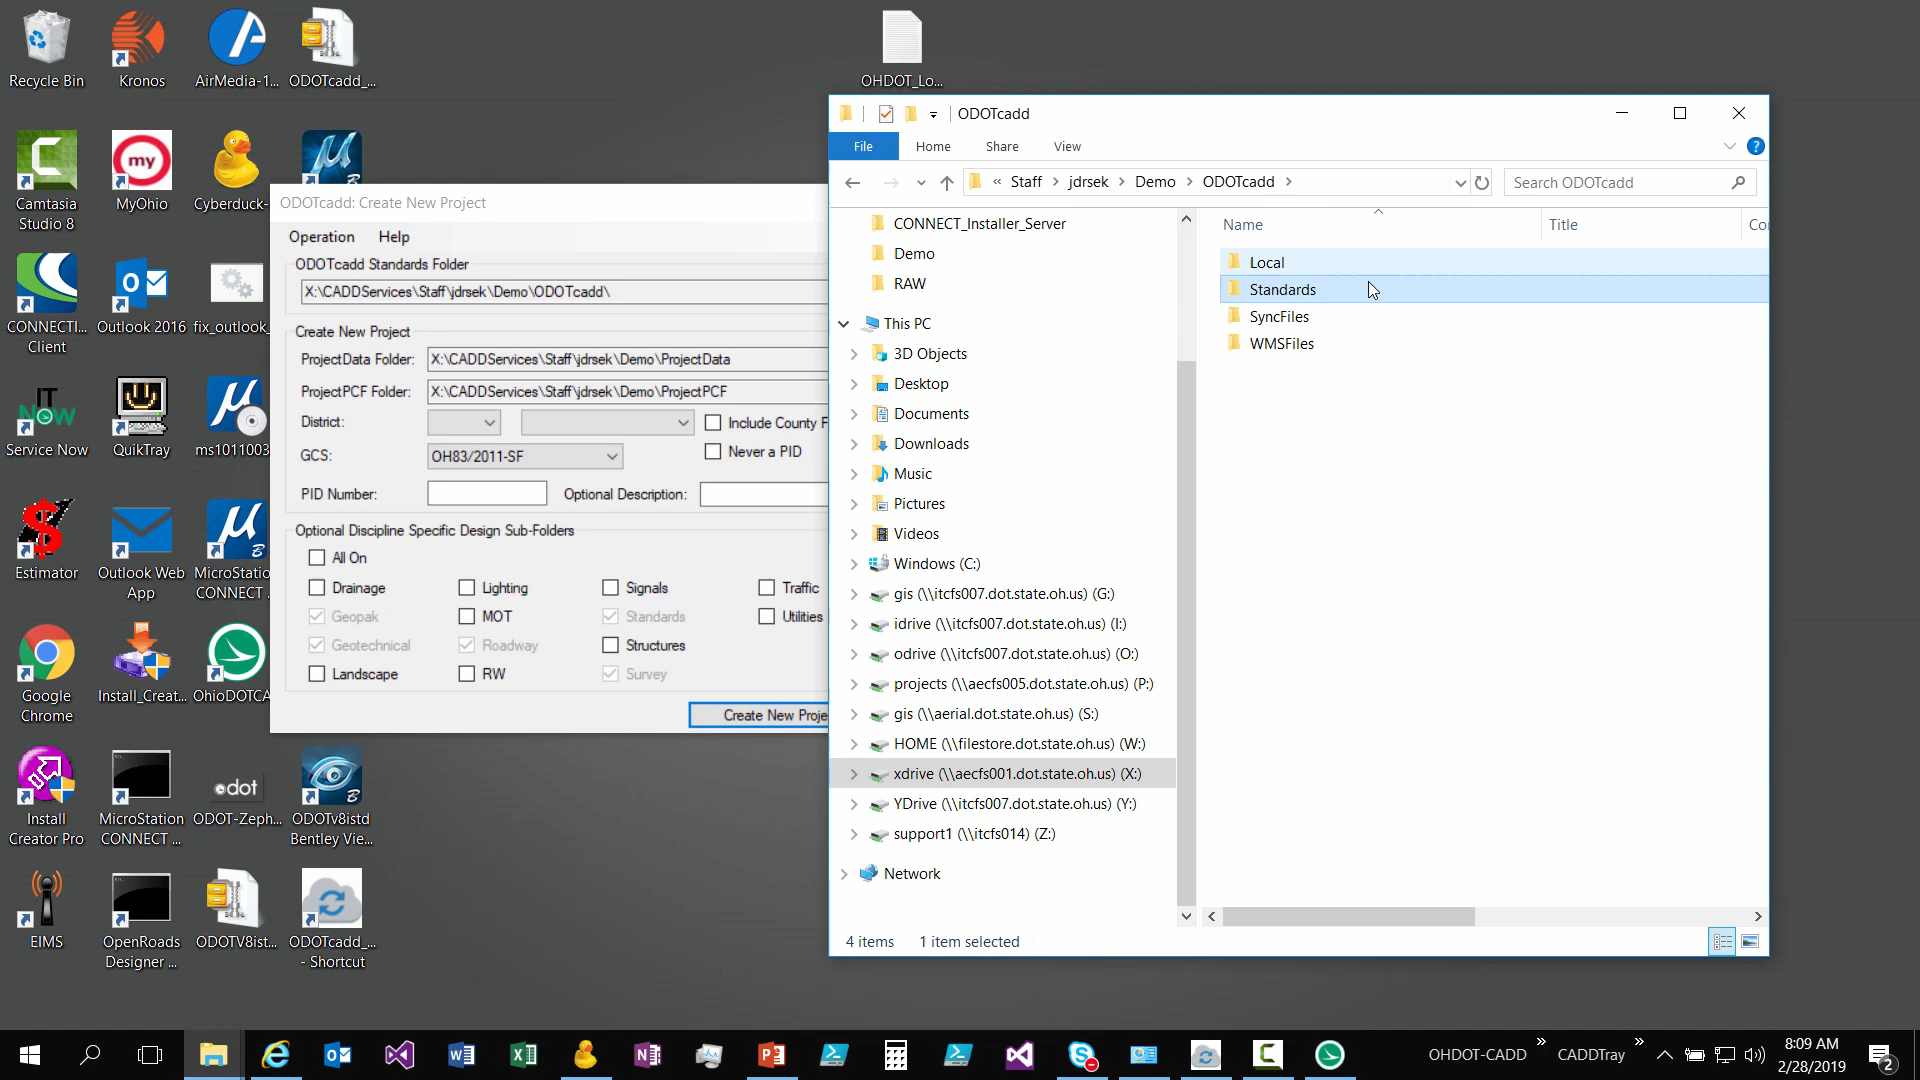 Recycle Bin
Kronos
AirMedia-1...
ODOTcadd_...
OHDOT_Lo...
Camtasia
Studio 8
MyOhio
Cyberduck-
CONNECTI...
Client
Outlook 2016
fix_outlook_
Service Now
QuikTray
ms1011003
Estimator
Outlook Web
App
MicroStatio
CONNECT ...
Google
Chrome
Install_Creat...
OhioDOTCA
Install
Creator Pro
MicroStation
CONNECT ...
ODOT-Zeph...
ODOTv8istd
Bentley Vie...
EIMS
OpenRoads
Designer ...
ODOTV8ist...
ODOTcadd_...
- Shortcut
my
IT
Now
odot
ODOTcadd: Create New Project
Operation Help
ODOTcadd Standards Folder
X:\CADDServices\Staff\jdrsek\Demo\ODOTcadd\
Create New Project
ProjectData Folder: X:\CADDServices\Staff\jdrsek\Demo\ProjectData
ProjectPCF Folder: X:\CADDServices\Staff\jdrsek\Demo\ProjectPCF
District: Include County F
GCS: OH83/2011-SF Never a PID
PID Number: Optional Description:
Optional Discipline Specific Design Sub-Folders
All On
Drainage Lighting Signals Traffic
Geopak MOT Standards Utilities
Geotechnical Roadway Structures
Landscape RW Survey
Create New Proje
ODOTcadd
File Home Share View
« Staff > jdrsek > Demo > ODOTcadd >
Search ODOTcadd
CONNECT_Installer_Server
Demo
RAW
This PC
3D Objects
Desktop
Documents
Downloads
Music
Pictures
Videos
Windows (C:)
gis (\\itcfs007.dot.state.oh.us) (G:)
idrive (\\itcfs007.dot.state.oh.us) (I:)
odrive (\\itcfs007.dot.state.oh.us) (O:)
projects (\\aecfs005.dot.state.oh.us) (P:)
gis (\\aerial.dot.state.oh.us) (S:)
HOME (\\filestore.dot.state.oh.us) (W:)
xdrive (\\aecfs001.dot.state.oh.us) (X:)
YDrive (\\itcfs007.dot.state.oh.us) (Y:)
support1 (\\itcfs014) (Z:)
Network
Name Title Co
Local
Standards
SyncFiles
WMSFiles
4 items 1 item selected
OHDOT-CADD » CADDTray »
8:09 AM
2/28/2019
2